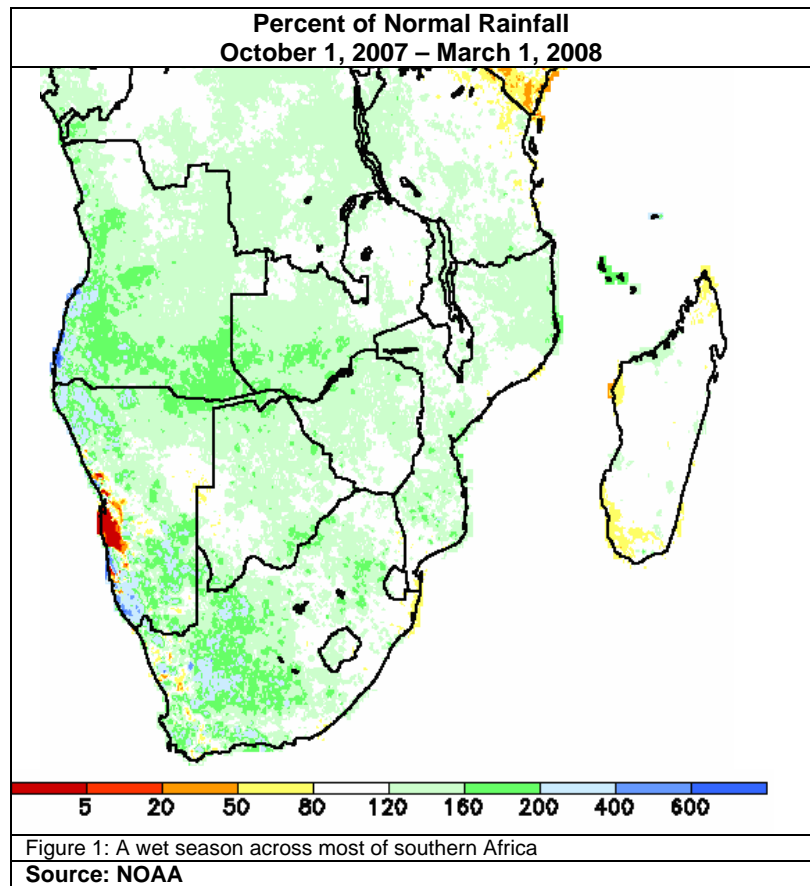 Percent of Normal Rainfall
October 1, 2007 – March 1, 2008
5 20 50 80 120 160 200 400 600
Figure 1: A wet season across most of southern Africa
Source: NOAA